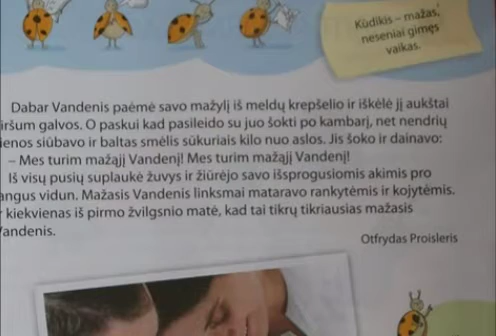 Kūdikis – mažas,
neseniai gimęs
vaikas.
Dabar Vandenis paėmė savo mažylį iš meldų krepšelio ir iškėlė jį aukštai
iršum galvos. O paskui kad pasileido su juo šokti po kambarį, net nendrių
ienos siūbavo ir baltas smėlis sūkuriais kilo nuo aslos. Jis šoko ir dainavo:
– Mes turim mažąjį Vandenį! Mes turim mažąjį Vandenį!
Iš visų pusių suplaukė žuvys ir žiūrėjo savo išsprogusiomis akimis pro
angus vidun. Mažasis Vandenis linksmai mataravo rankytėmis ir kojytėmis.
r kiekvienas iš pirmo žvilgsnio matė, kad tai tikrų tikriausias mažasis
Vandenis.
Otfrydas Proisleris